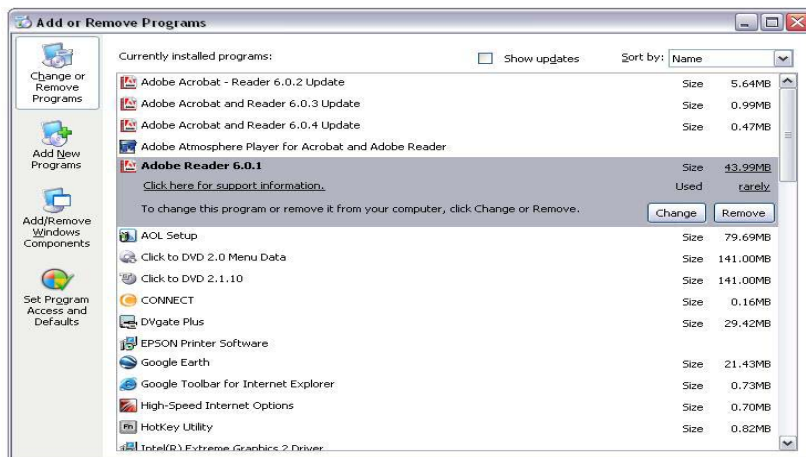 Add or Remove Programs
Currently installed programs: Show updates Sort by: Name
Change or
Remove
Programs
Add New
Programs
Add/Remove
Windows
Components
Set Program
Access and
Defaults
Adobe Acrobat - Reader 6.0.2 Update Size 5.64MB
Adobe Acrobat and Reader 6.0.3 Update Size 0.99MB
Adobe Acrobat and Reader 6.0.4 Update Size 0.47MB
Adobe Atmosphere Player for Acrobat and Adobe Reader
Adobe Reader 6.0.1 Size 43.99MB
Click here for support information. Used rarely
To change this program or remove it from your computer, click Change or Remove. Change Remove
AOL Setup Size 79.69MB
Click to DVD 2.0 Menu Data Size 141.00MB
Click to DVD 2.1.10 Size 141.00MB
CONNECT Size 0.16MB
DVgate Plus Size 29.42MB
EPSON Printer Software
Google Earth Size 21.43MB
Google Toolbar for Internet Explorer Size 0.73MB
High-Speed Internet Options Size 0.70MB
Fn HotKey Utility Size 0.82MB
Intel(R) Extreme Graphics 2 Driver